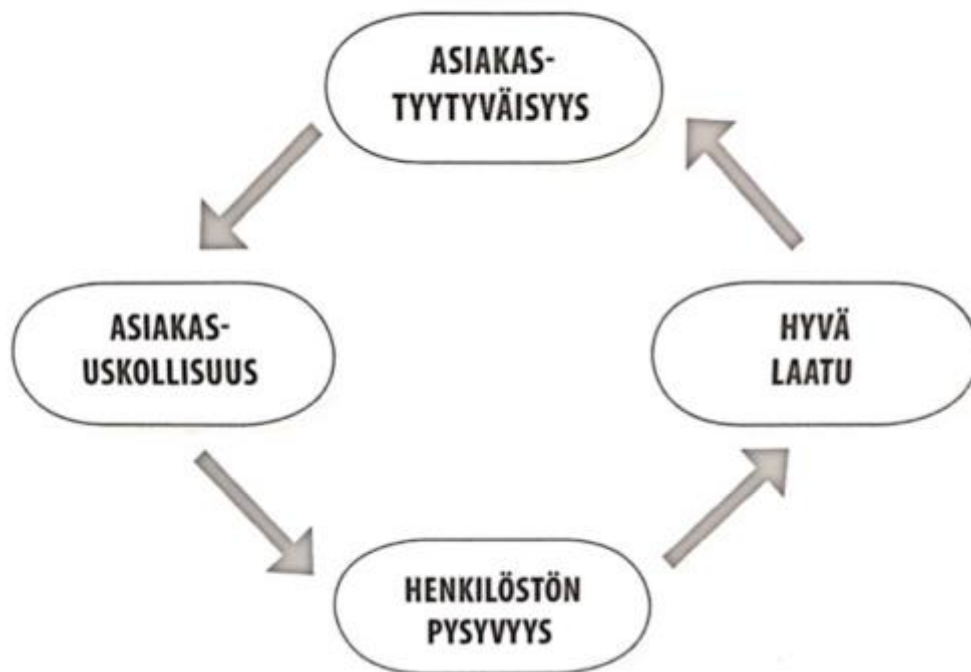 ASIAKAS-
TYYTYVÄISYYS
ASIAKAS-
USKOLLISUUS
HYVÄ
LAATU
HENKILÖSTÖN
PYSYVYYS